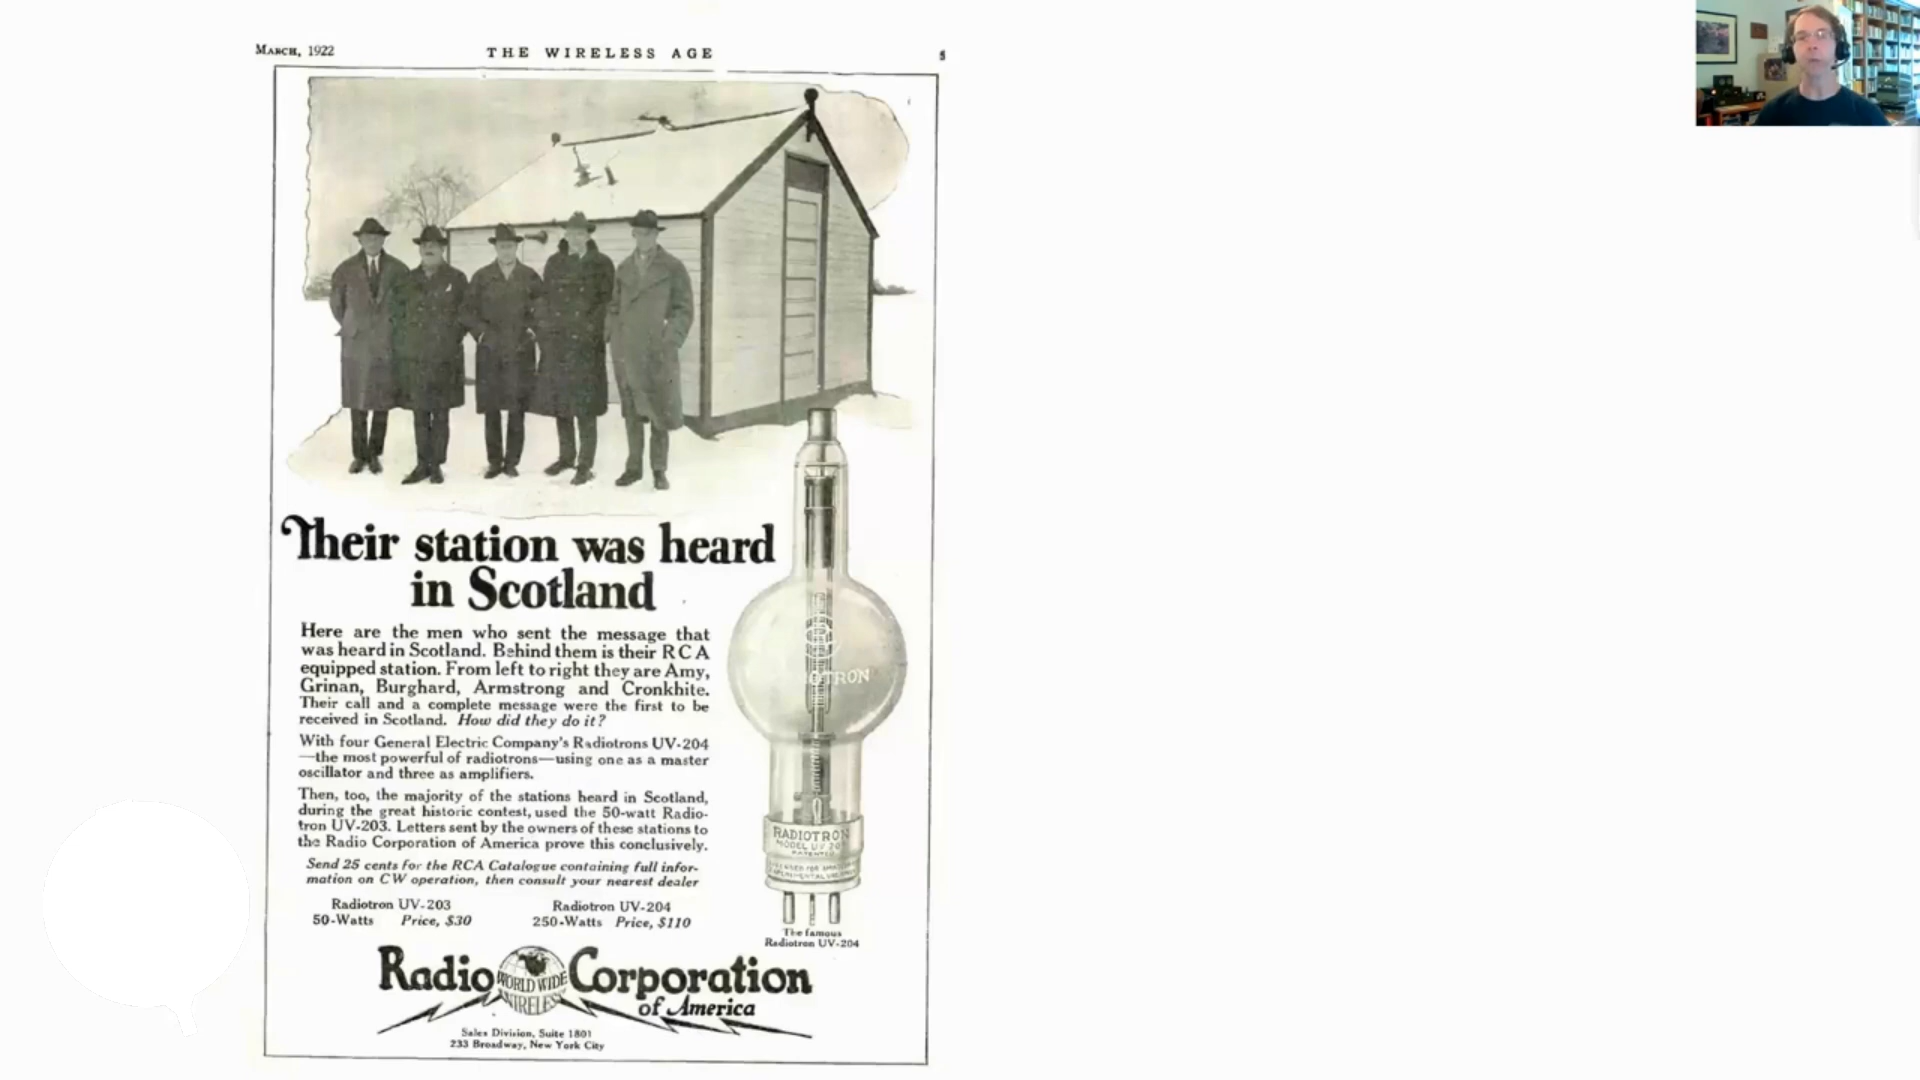 MARCH, 1922 THE WIRELESS AGE 5
Their station was heard
in Scotland
Here are the men who sent the message that
was heard in Scotland. Behind them is their RCA
equipped station. From left to right they are Amy,
Grinan, Burghard, Armstrong and Cronkhite.
Their call and a complete message were the first to be
received in Scotland. How did they do it?
With four General Electric Company's Radiotrons UV-204
—the most powerful of radiotrons—using one as a master
oscillator and three as amplifiers.
Then, too, the majority of the stations heard in Scotland,
during the great historic contest, used the 50-watt Radio-
tron UV-203. Letters sent by the owners of these stations to
the Radio Corporation of America prove this conclusively.
Send 25 cents for the RCA Catalogue containing full infor-
mation on CW operation, then consult your nearest dealer
Radiotron UV-203
50-Watts Price, $30
Radiotron UV-204
250-Watts Price, $110
OTRON
RADIOTRON
MODEL UV 20
PATENTED
The famous
Radiotron UV-204
Radio Corporation
of America
WORLD WIDE
WIRELESS
Sales Division, Suite 1801
233 Broadway, New York City